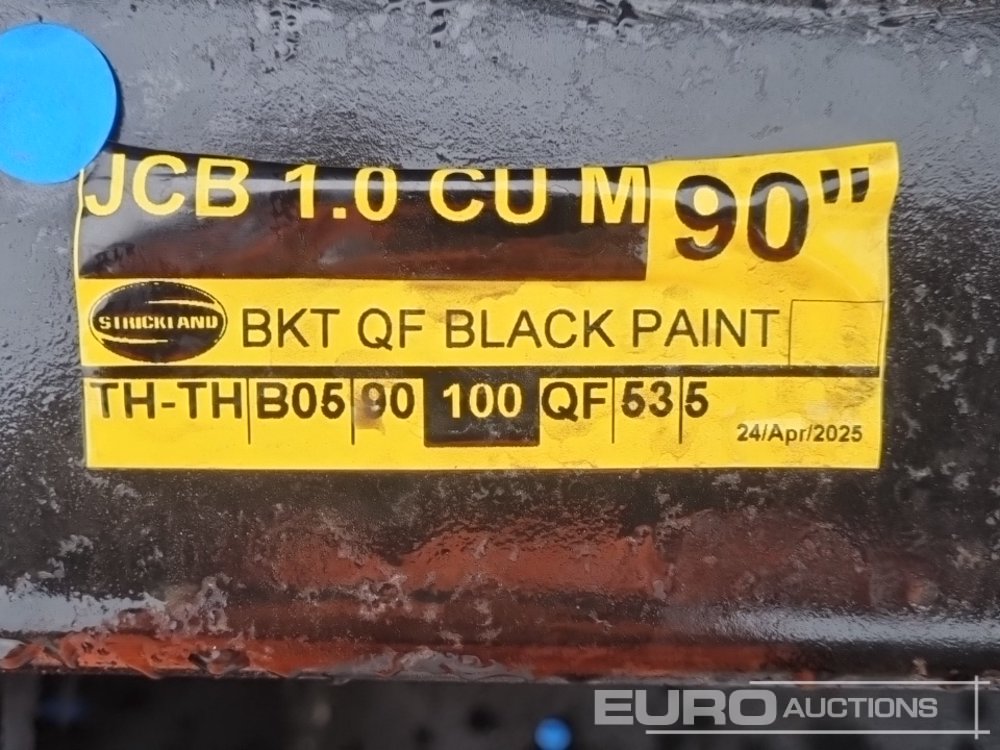 JCB 1.0 CU M 90"
STRICKLAND BKT QF BLACK PAINT
TH-TH B05 90 100 QF 53 5
24/Apr/2025
EURO AUCTIONS